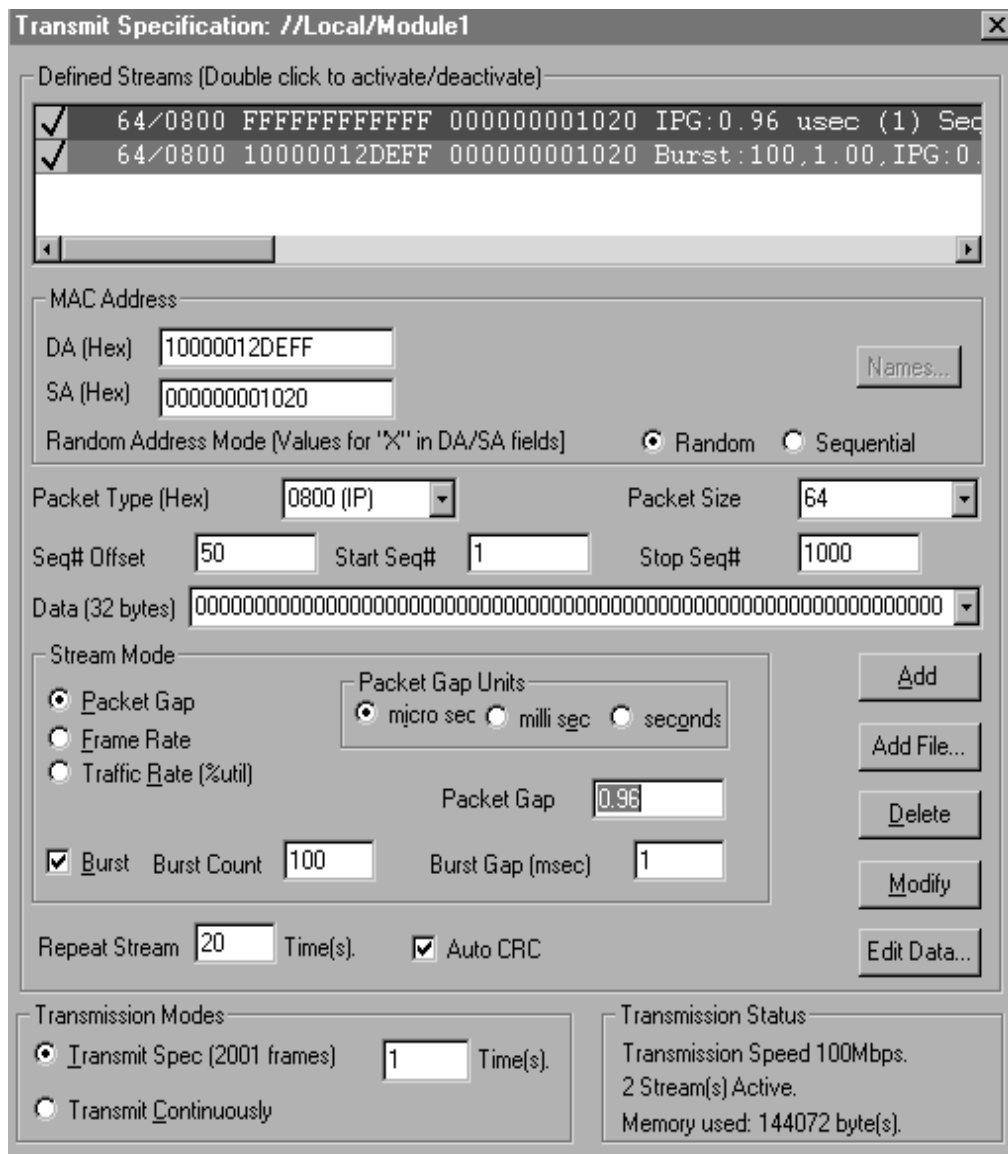 Transmit Specification: //Local/Module1
Defined Streams (Double click to activate/deactivate)
64/0800 FFFFFFFFFFFF 000000001020 IPG:0.96 usec (1) Seq
64/0800 10000012DEFF 000000001020 Burst:100,1.00,IPG:0.
MAC Address
DA (Hex) 10000012DEFF
Names...
SA (Hex) 000000001020
Random Address Mode [Values for "X" in DA/SA fields] Random Sequential
Packet Type (Hex) 0800 (IP) Packet Size 64
Seq# Offset 50 Start Seq# 1 Stop Seq# 1000
Data (32 bytes) 0000000000000000000000000000000000000000000000000000000000000
Stream Mode
Packet Gap
Packet Gap Units
micro sec milli sec seconds
Add
Frame Rate
Add File...
Traffic Rate (%util)
Packet Gap 0.96
Delete
Burst Burst Count 100 Burst Gap (msec) 1
Modify
Repeat Stream 20 Time(s). Auto CRC
Edit Data...
Transmission Modes
Transmit Spec (2001 frames) 1 Time(s).
Transmit Continuously
Transmission Status
Transmission Speed 100Mbps.
2 Stream(s) Active.
Memory used: 144072 byte(s).